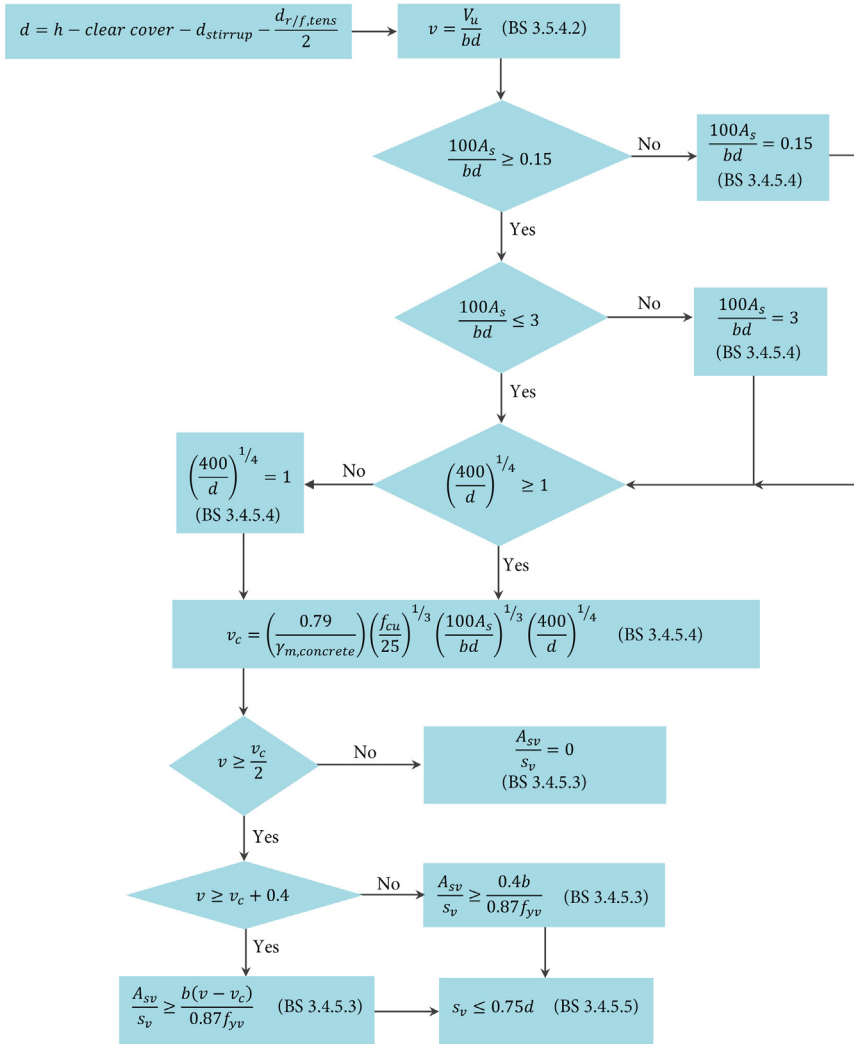 d = h − clear cover − d_stirrup − d_r/f,tens / 2
v = V_u / bd (BS 3.5.4.2)
100A_s / bd ≥ 0.15
No
100A_s / bd = 0.15
(BS 3.4.5.4)
Yes
100A_s / bd ≤ 3
No
100A_s / bd = 3
(BS 3.4.5.4)
Yes
(400 / d)^1/4 ≥ 1
No
(400 / d)^1/4 = 1
(BS 3.4.5.4)
Yes
v_c = (0.79 / γ_m,concrete) (f_cu / 25)^1/3 (100A_s / bd)^1/3 (400 / d)^1/4 (BS 3.4.5.4)
v ≥ v_c / 2
No
A_sv / s_v = 0
(BS 3.4.5.3)
Yes
v ≥ v_c + 0.4
No
A_sv / s_v ≥ 0.4b / 0.87f_yv (BS 3.4.5.3)
Yes
A_sv / s_v ≥ b(v − v_c) / 0.87f_yv (BS 3.4.5.3)
s_v ≤ 0.75d (BS 3.4.5.5)